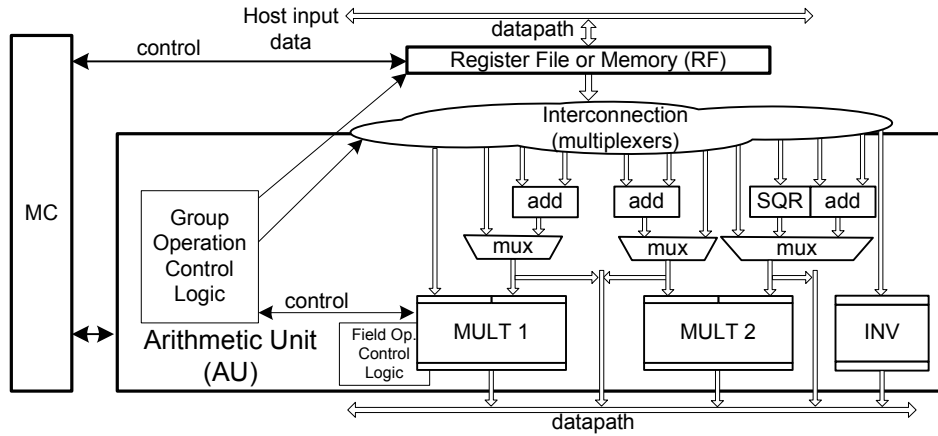 Host input
data
datapath
control
Register File or Memory (RF)
Interconnection
(multiplexers)
MC
Group
Operation
Control
Logic
add
add
SQR
add
mux
mux
mux
control
MULT 1
MULT 2
INV
Field Op.
Control
Logic
Arithmetic Unit
(AU)
datapath